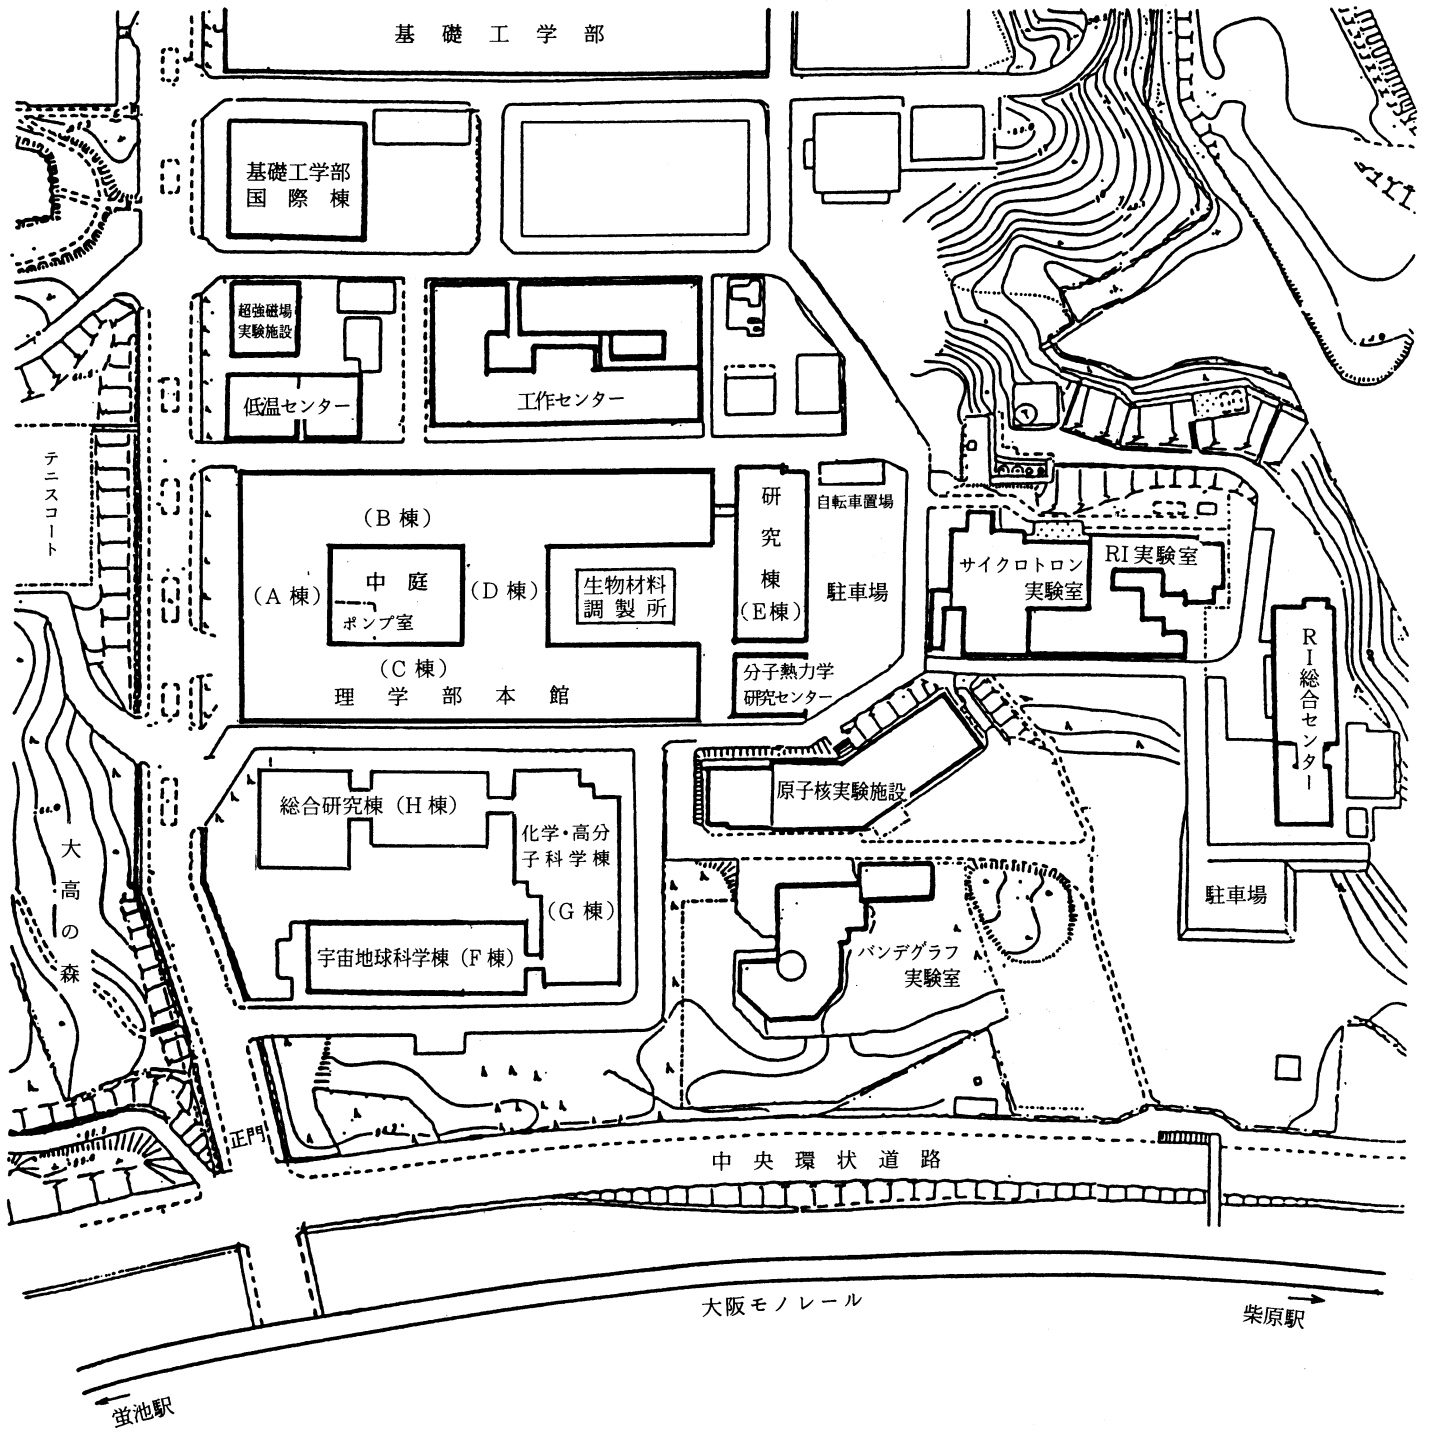 基礎工学部
基礎工学部
国際棟
超強磁場
実験施設
低温センター
工作センター
テニスコート
(B棟)
研究棟
(E棟)
自転車置場
中庭
(A棟)
(D棟)
ポンプ室
生物材料
調製所
駐車場
サイクロトロン
実験室
RI実験室
(C棟)
理学部本館
分子熱力学
研究センター
RI総合センター
総合研究棟(H棟)
原子核実験施設
化学・高分
子科学棟
(G棟)
大高の森
駐車場
宇宙地球科学棟(F棟)
バンデグラフ
実験室
正門
中央環状道路
大阪モノレール
柴原駅
蛍池駅